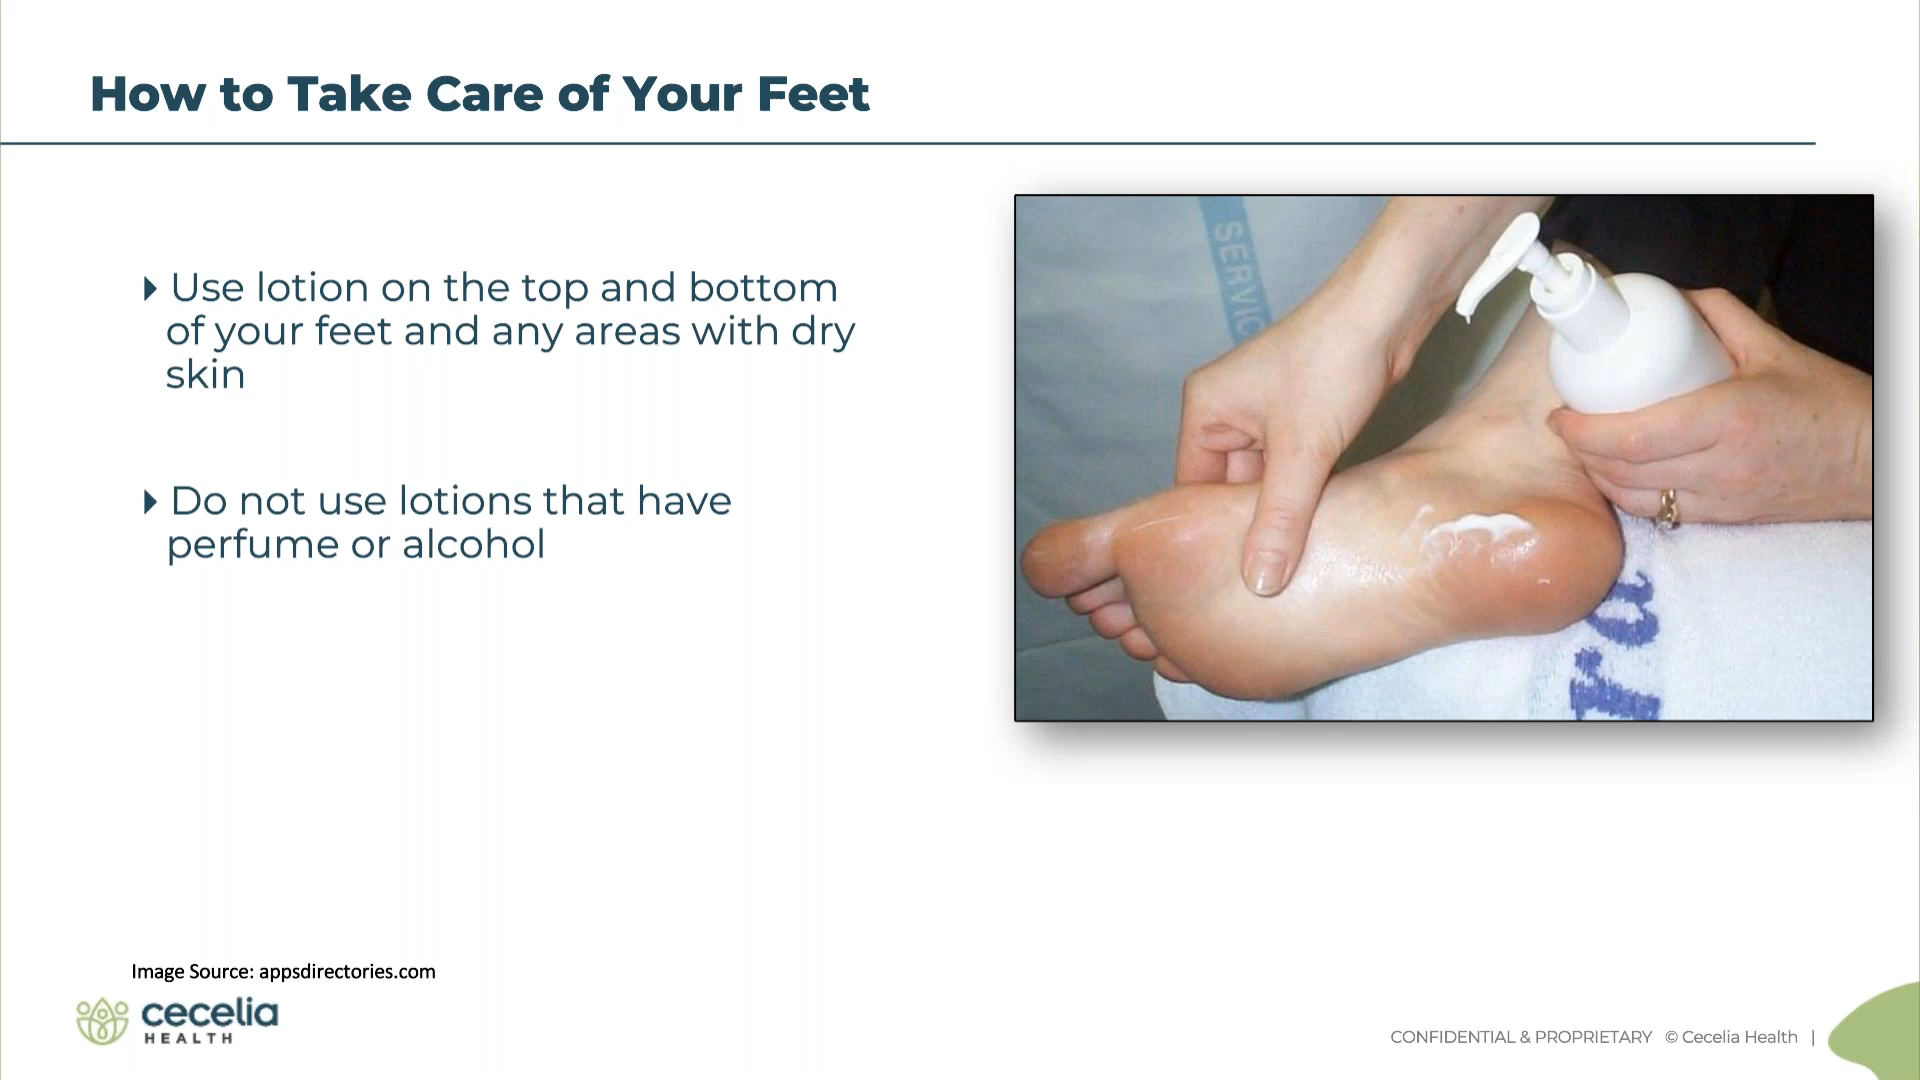 How to Take Care of Your Feet
Use lotion on the top and bottom
of your feet and any areas with dry
skin
Do not use lotions that have
perfume or alcohol
SERVIC
ra
Image Source: appsdirectories.com
cecelia
HEALTH
CONFIDENTIAL & PROPRIETARY © Cecelia Health |